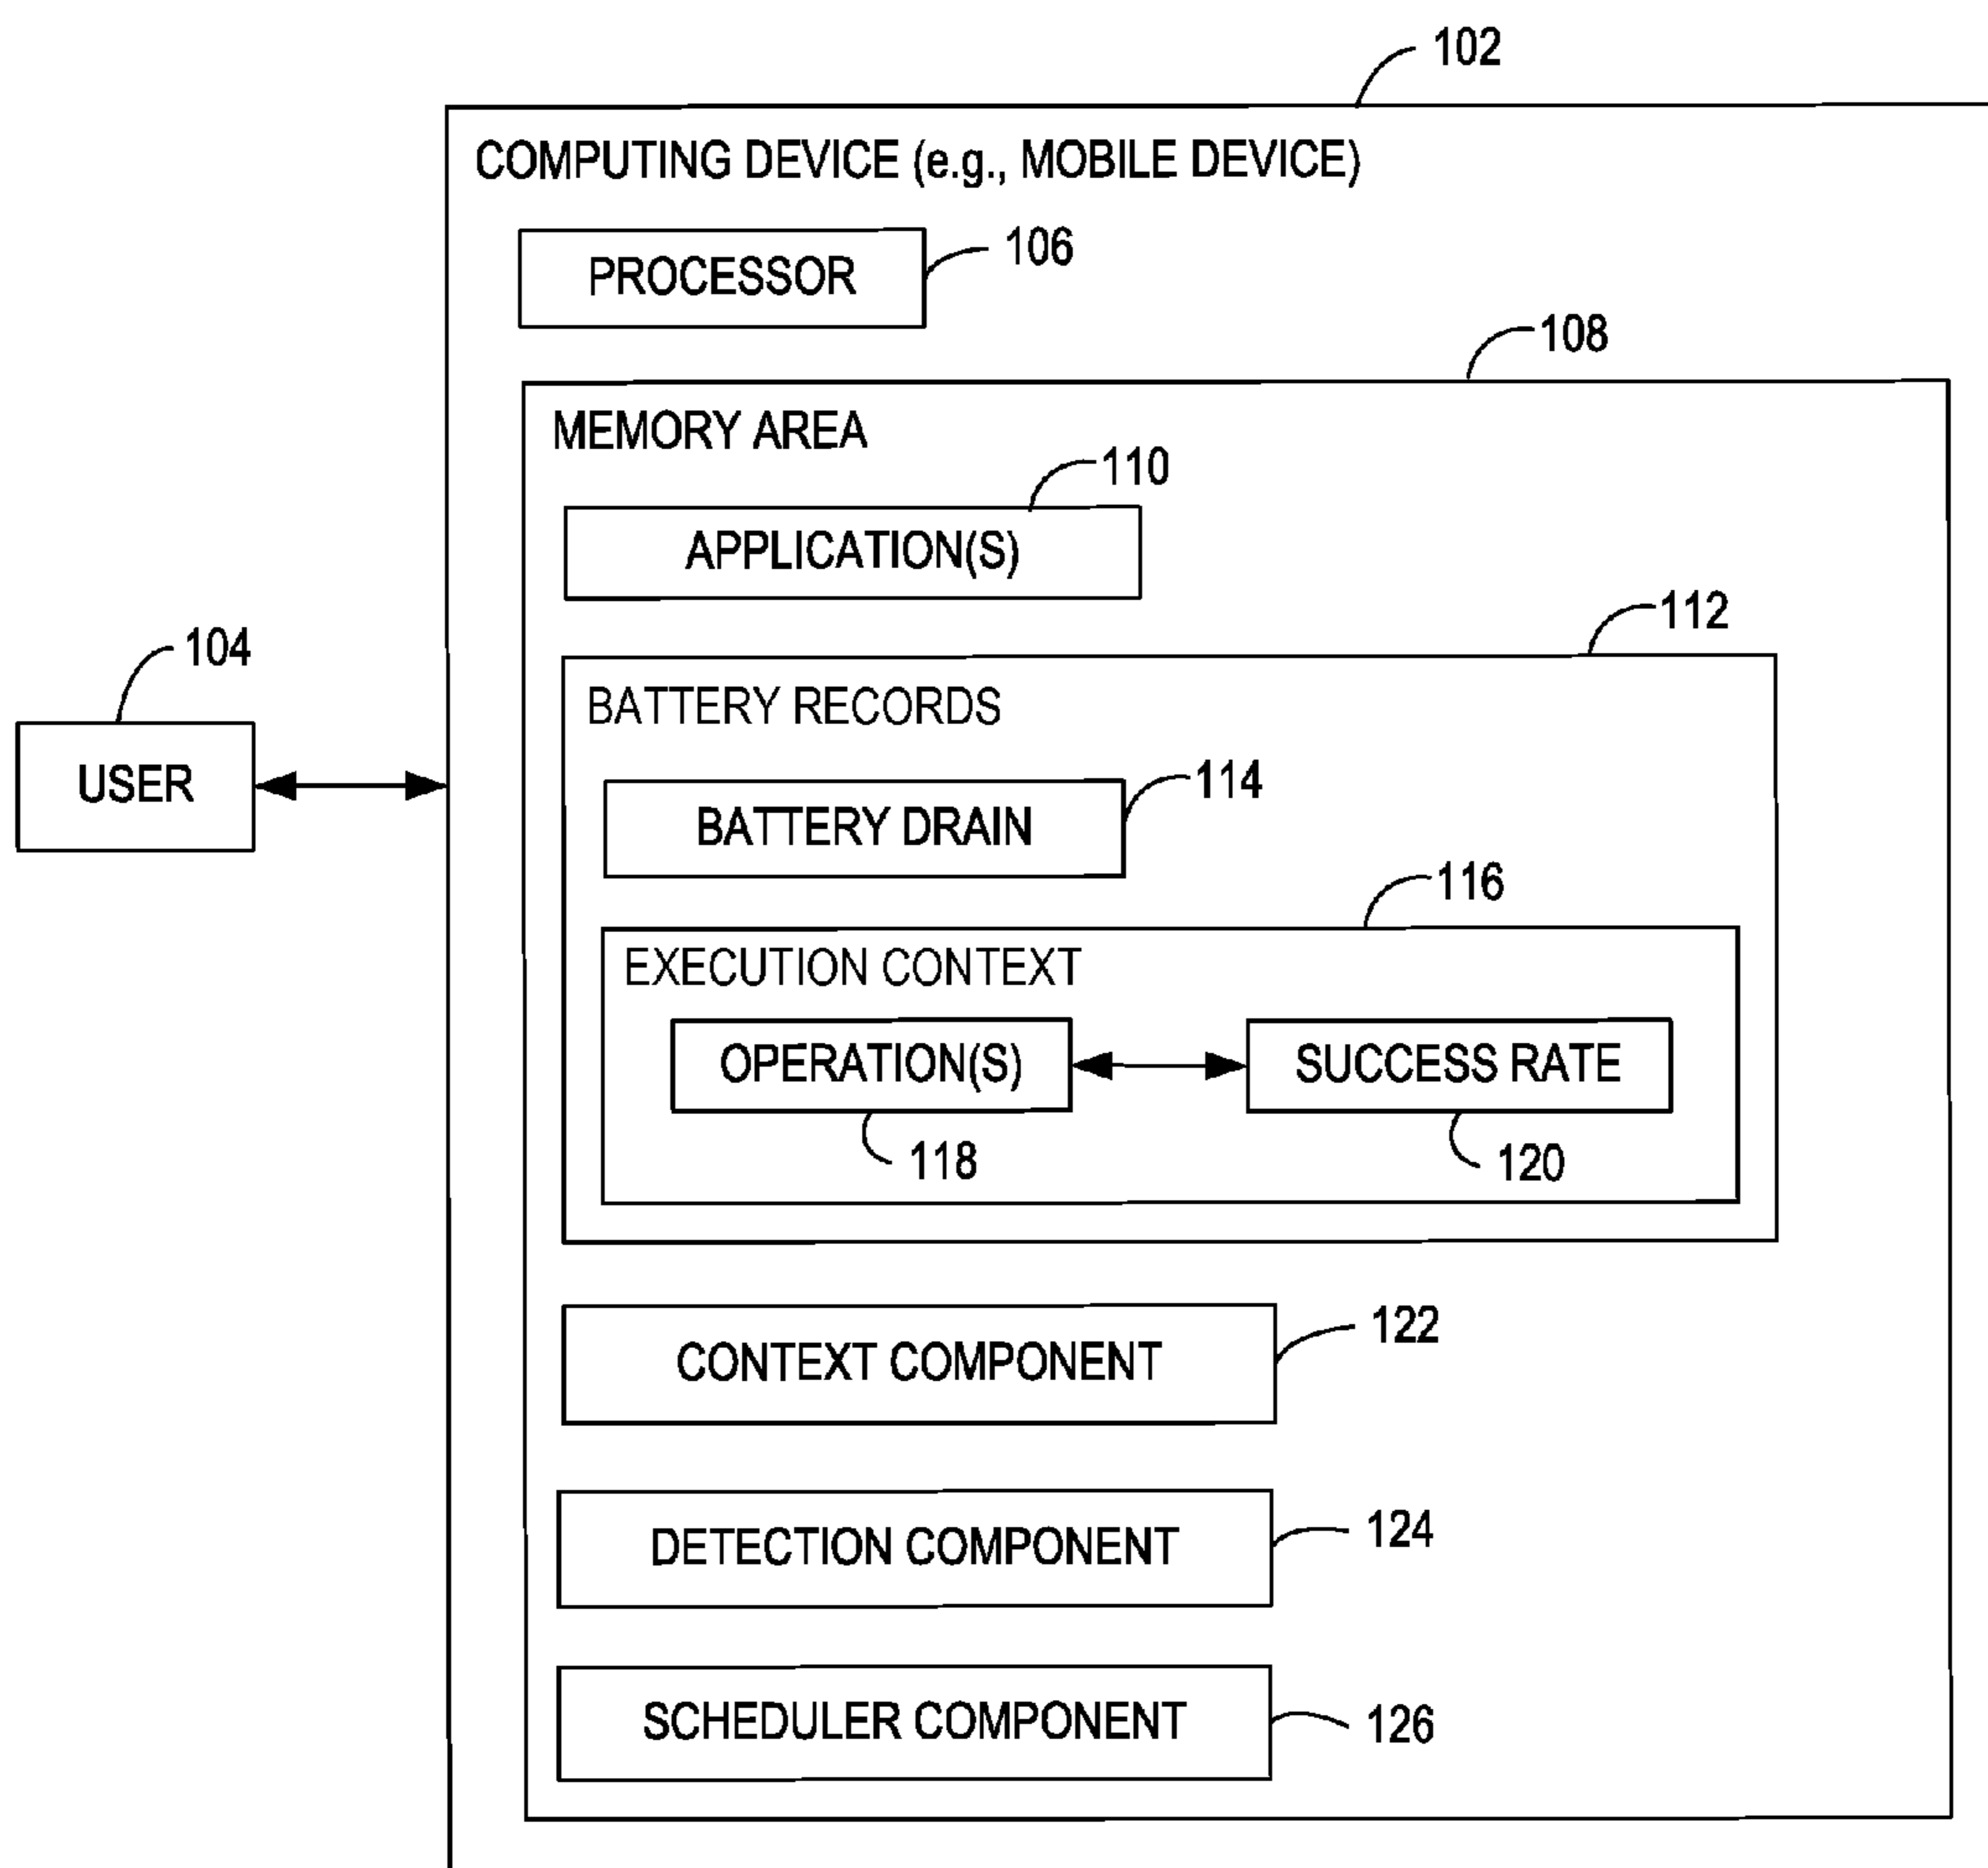 102
COMPUTING DEVICE (e.g., MOBILE DEVICE)
PROCESSOR
106
108
MEMORY AREA
110
APPLICATION(S)
112
104
BATTERY RECORDS
USER
114
BATTERY DRAIN
116
EXECUTION CONTEXT
OPERATION(S)
SUCCESS RATE
118
120
CONTEXT COMPONENT
122
DETECTION COMPONENT
124
SCHEDULER COMPONENT
126